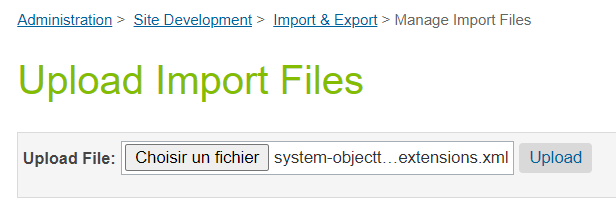 Administration > Site Development > Import & Export > Manage Import Files
Upload Import Files
Upload File: Choisir un fichier system-objectt…extensions.xml Upload